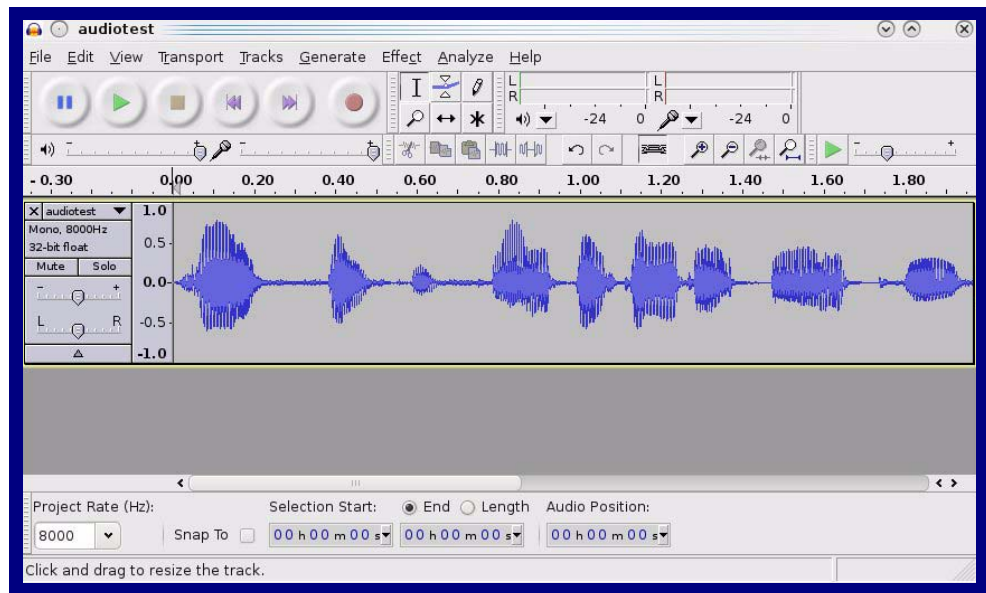 audiotest
File Edit View Transport Tracks Generate Effect Analyze Help
L L
R R
-24 0 -24 0
- +
- 0.30 0.00 0.20 0.40 0.60 0.80 1.00 1.20 1.40 1.60 1.80
X audiotest 1.0
Mono, 8000Hz
32-bit float 0.5
Mute Solo
- + 0.0
L R -0.5
-1.0
Project Rate (Hz): Selection Start: End Length Audio Position:
8000 Snap To 00 h 00 m 00 s 00 h 00 m 00 s 00 h 00 m 00 s
Click and drag to resize the track.